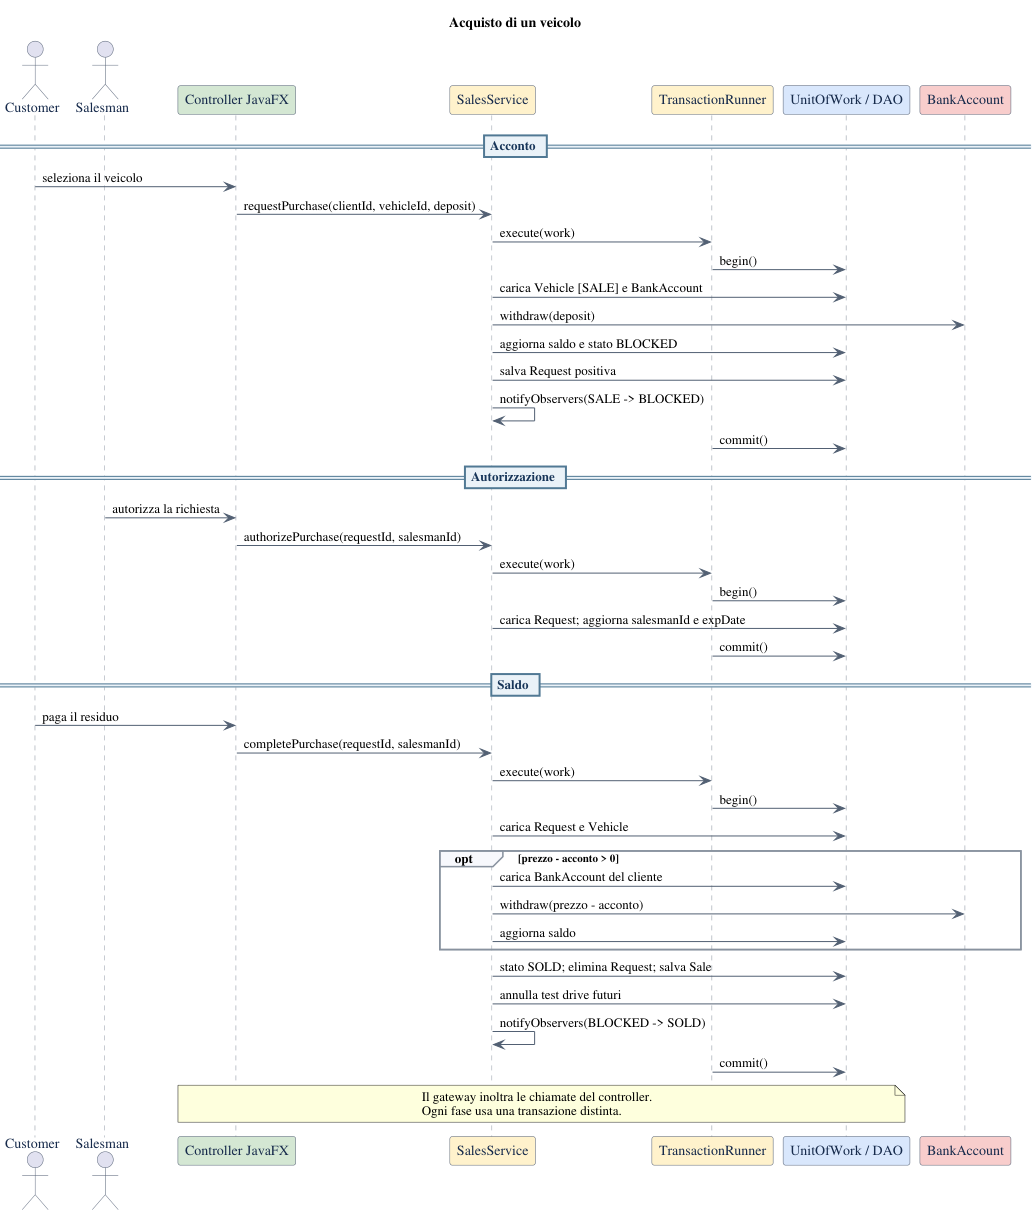 Acquisto di un veicolo
Customer
Salesman
Controller JavaFX
SalesService
TransactionRunner
UnitOfWork / DAO
BankAccount
Acconto
seleziona il veicolo
requestPurchase(clientId, vehicleId, deposit)
execute(work)
begin()
carica Vehicle [SALE] e BankAccount
withdraw(deposit)
aggiorna saldo e stato BLOCKED
salva Request positiva
notifyObservers(SALE -> BLOCKED)
commit()
Autorizzazione
autorizza la richiesta
authorizePurchase(requestId, salesmanId)
execute(work)
begin()
carica Request; aggiorna salesmanId e expDate
commit()
Saldo
paga il residuo
completePurchase(requestId, salesmanId)
execute(work)
begin()
carica Request e Vehicle
opt
[prezzo - acconto > 0]
carica BankAccount del cliente
withdraw(prezzo - acconto)
aggiorna saldo
stato SOLD; elimina Request; salva Sale
annulla test drive futuri
notifyObservers(BLOCKED -> SOLD)
commit()
Il gateway inoltra le chiamate del controller.
Ogni fase usa una transazione distinta.
Customer
Salesman
Controller JavaFX
SalesService
TransactionRunner
UnitOfWork / DAO
BankAccount